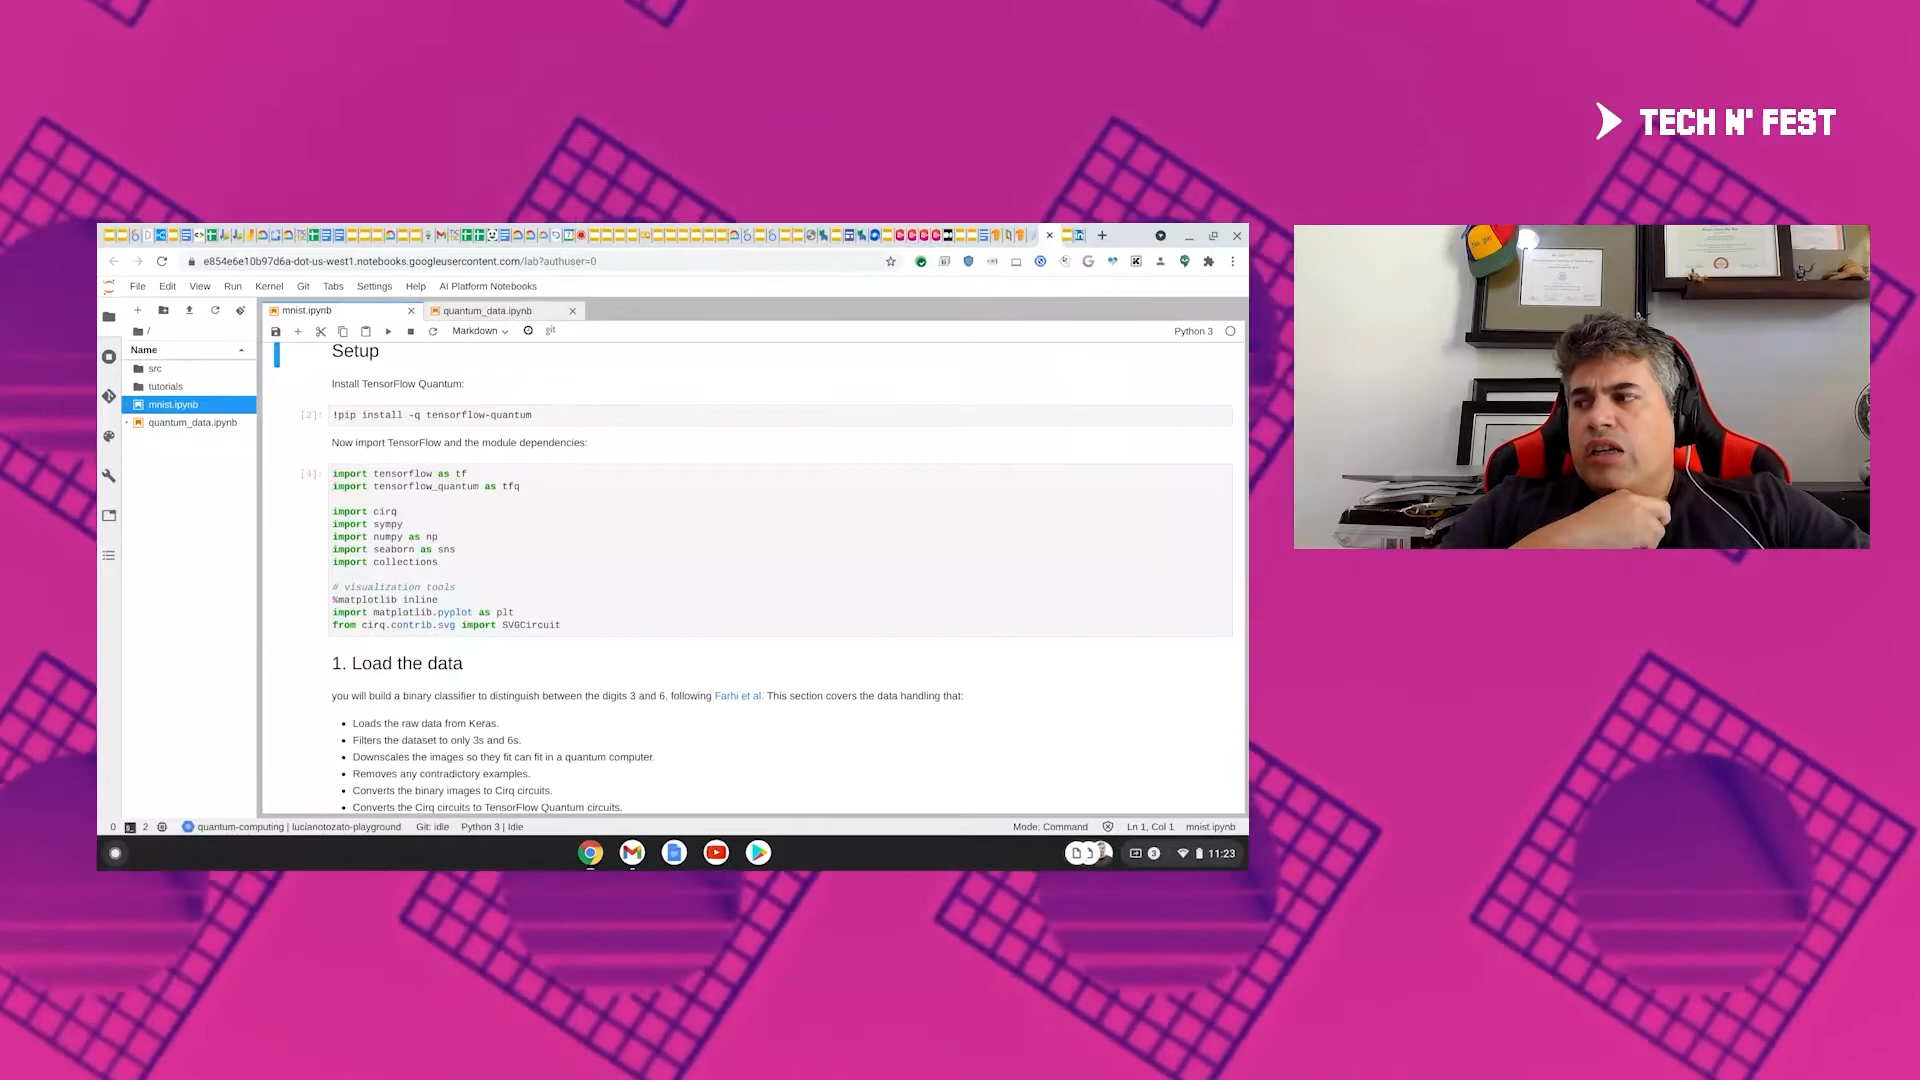 TECH N' FEST
e854e6e10b97d6a-dot-us-west1.notebooks.googleusercontent.com/lab?authuser=0
File Edit View Run Kernel Git Tabs Settings Help AI Platform Notebooks
mnist.ipynb
quantum_data.ipynb
/
Markdown
git
Python 3
Name
src
tutorials
mnist.ipynb
quantum_data.ipynb
Setup
Install TensorFlow Quantum:
[2]:
!pip install -q tensorflow-quantum
Now import TensorFlow and the module dependencies:
[4]:
import tensorflow as tf
import tensorflow_quantum as tfq
import cirq
import sympy
import numpy as np
import seaborn as sns
import collections
# visualization tools
%matplotlib inline
import matplotlib.pyplot as plt
from cirq.contrib.svg import SVGCircuit
1. Load the data
you will build a binary classifier to distinguish between the digits 3 and 6, following Farhi et al. This section covers the data handling that:
• Loads the raw data from Keras.
• Filters the dataset to only 3s and 6s.
• Downscales the images so they fit can fit in a quantum computer.
• Removes any contradictory examples.
• Converts the binary images to Cirq circuits.
• Converts the Cirq circuits to TensorFlow Quantum circuits.
0 2 quantum-computing | lucianotozato-playground Git: idle Python 3 | Idle Mode: Command Ln 1, Col 1 mnist.ipynb
3 11:23